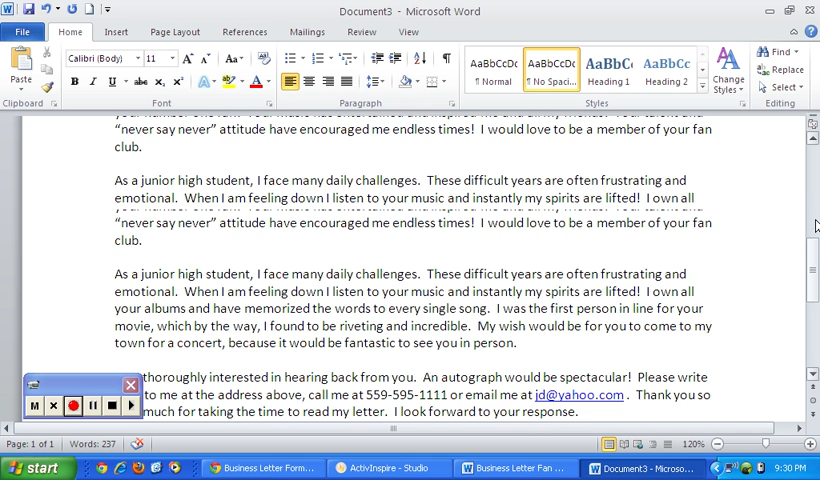 Document3 - Microsoft Word
File Home Insert Page Layout References Mailings Review View
Calibri (Body) 11 A A Aa
Paste B I U abc x₂ x² A ab A
AaBbCcDc AaBbCcDc AaBbC AaBbCc
¶ Normal ¶ No Spaci... Heading 1 Heading 2
Change Styles
Find
Replace
Select
Clipboard Font Paragraph Styles Editing
“never say never” attitude have encouraged me endless times! I would love to be a member of your fan
club.
As a junior high student, I face many daily challenges. These difficult years are often frustrating and
emotional. When I am feeling down I listen to your music and instantly my spirits are lifted! I own all
“never say never” attitude have encouraged me endless times! I would love to be a member of your fan
club.
As a junior high student, I face many daily challenges. These difficult years are often frustrating and
emotional. When I am feeling down I listen to your music and instantly my spirits are lifted! I own all
your albums and have memorized the words to every single song. I was the first person in line for your
movie, which by the way, I found to be riveting and incredible. My wish would be for you to come to my
town for a concert, because it would be fantastic to see you in person.
thoroughly interested in hearing back from you. An autograph would be spectacular! Please write
to me at the address above, call me at 559-595-1111 or email me at jd@yahoo.com . Thank you so
much for taking the time to read my letter. I look forward to your response.
M
Page: 1 of 1 Words: 237 120%
start Business Letter Form... ActivInspire - Studio Business Letter Fan ... Document3 - Microso... 9:30 PM